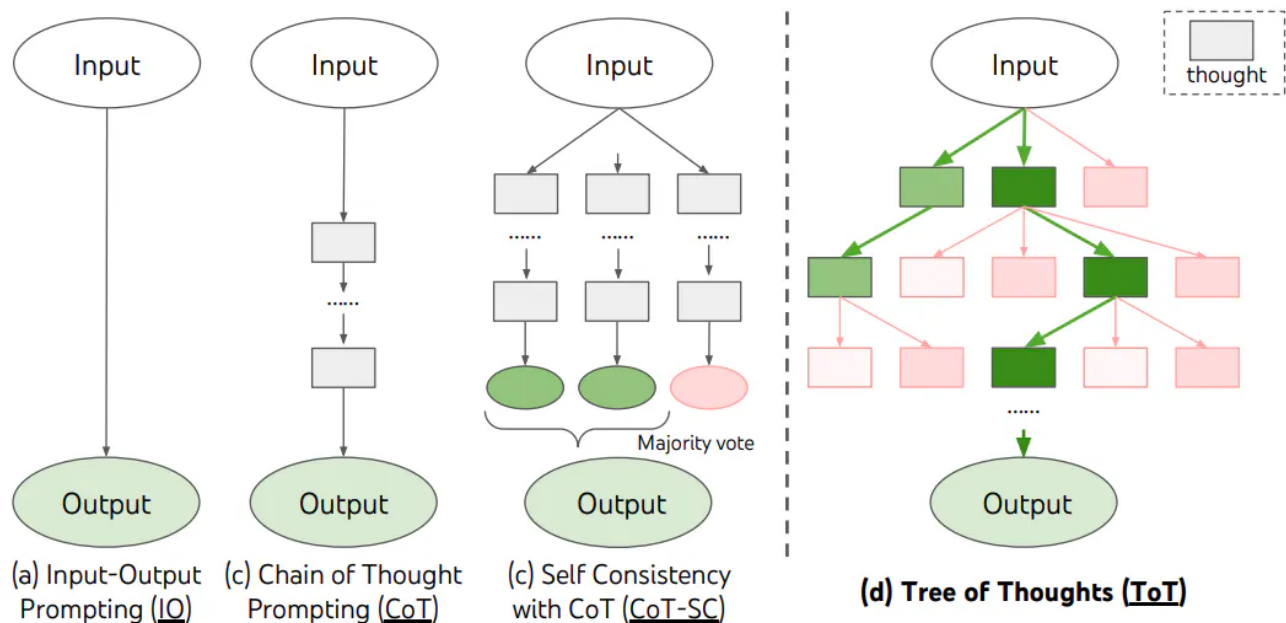 Input
Input
Input
Input
thought
......
......
......
......
......
Majority vote
Output
Output
Output
Output
(a) Input-Output
Prompting (IO)
(c) Chain of Thought
Prompting (CoT)
(c) Self Consistency
with CoT (CoT-SC)
(d) Tree of Thoughts (ToT)